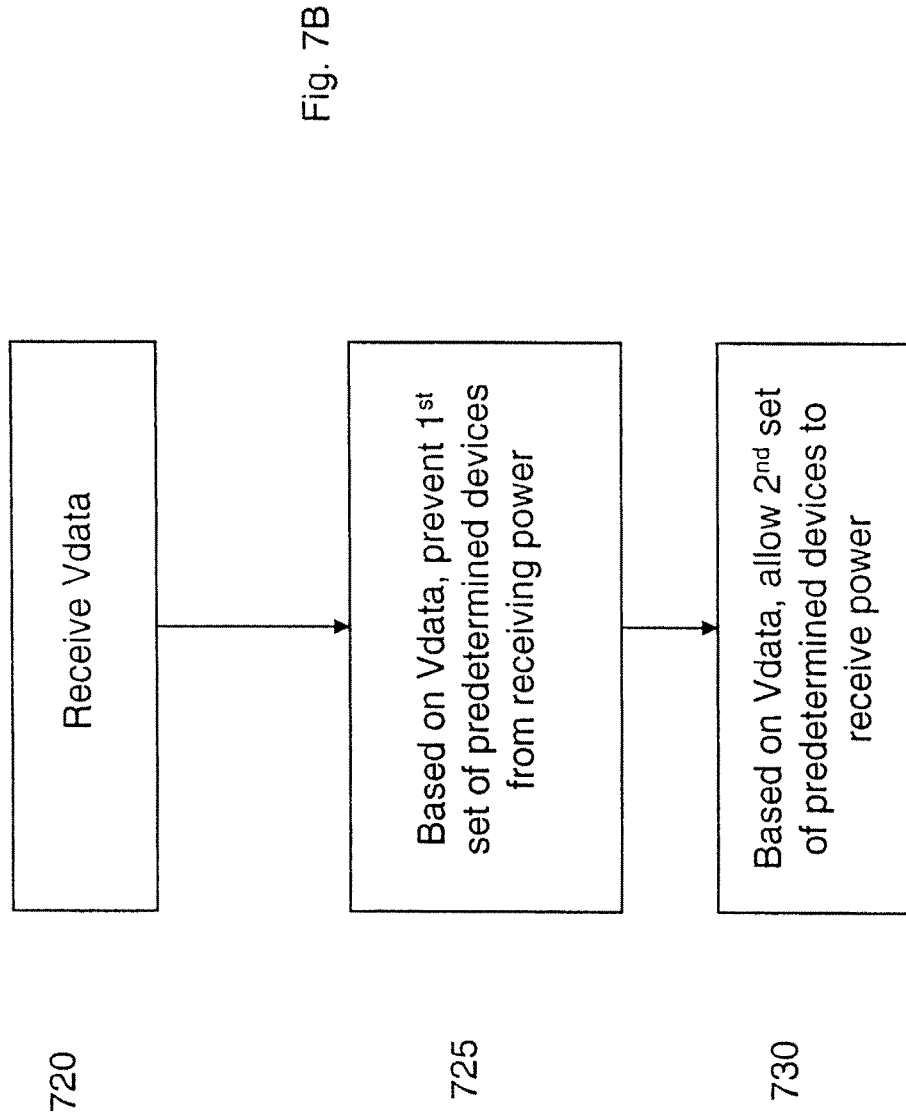 720
Receive Vdata
725
Based on Vdata, prevent 1st
set of predetermined devices
from receiving power
730
Based on Vdata, allow 2nd set
of predetermined devices to
receive power
Fig. 7B